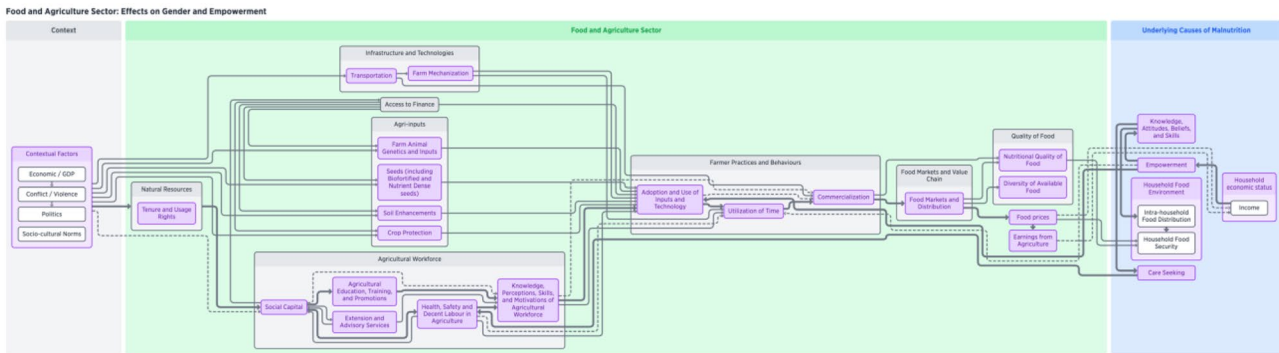 Food and Agriculture Sector: Effects on Gender and Empowerment
Context
Food and Agriculture Sector
Underlying Causes of Malnutrition
Contextual Factors
Economic / GDP
Conflict / Violence
Politics
Socio-cultural Norms
Natural Resources
Tenure and Usage
Rights
Infrastructure and Technologies
Transportation
Farm Mechanization
Access to Finance
Agri-inputs
Farm Animal
Genetics and Inputs
Seeds (including
Biofortified and
Nutrient Dense
seeds)
Soil Enhancements
Crop Protection
Agricultural Workforce
Social Capital
Agricultural
Education, Training,
and Promotions
Extension and
Advisory Services
Health, Safety and
Decent Labour in
Agriculture
Knowledge,
Perceptions, Skills,
and Motivations of
Agricultural
Workforce
Farmer Practices and Behaviours
Adoption and Use of
Inputs and
Technology
Utilization of Time
Commercialization
Food Markets and Value
Chain
Food Markets and
Distribution
Quality of Food
Nutritional Quality of
Food
Diversity of Available
Food
Food prices
Earnings from
Agriculture
Knowledge,
Attitudes, Beliefs,
and Skills
Empowerment
Household Food
Environment
Intra-household
Food Distribution
Household Food
Security
Care Seeking
Household
economic status
Income